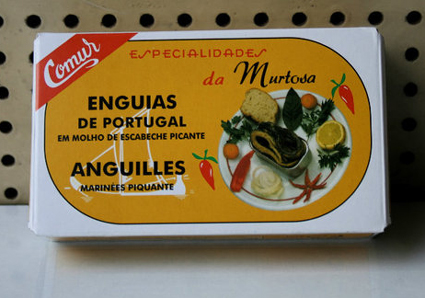 Comur
ESPECIALIDADES
da Murtosa
ENGUIAS
DE PORTUGAL
EM MOLHO DE ESCABECHE PICANTE
ANGUILLES
MARINÉES PIQUANTE